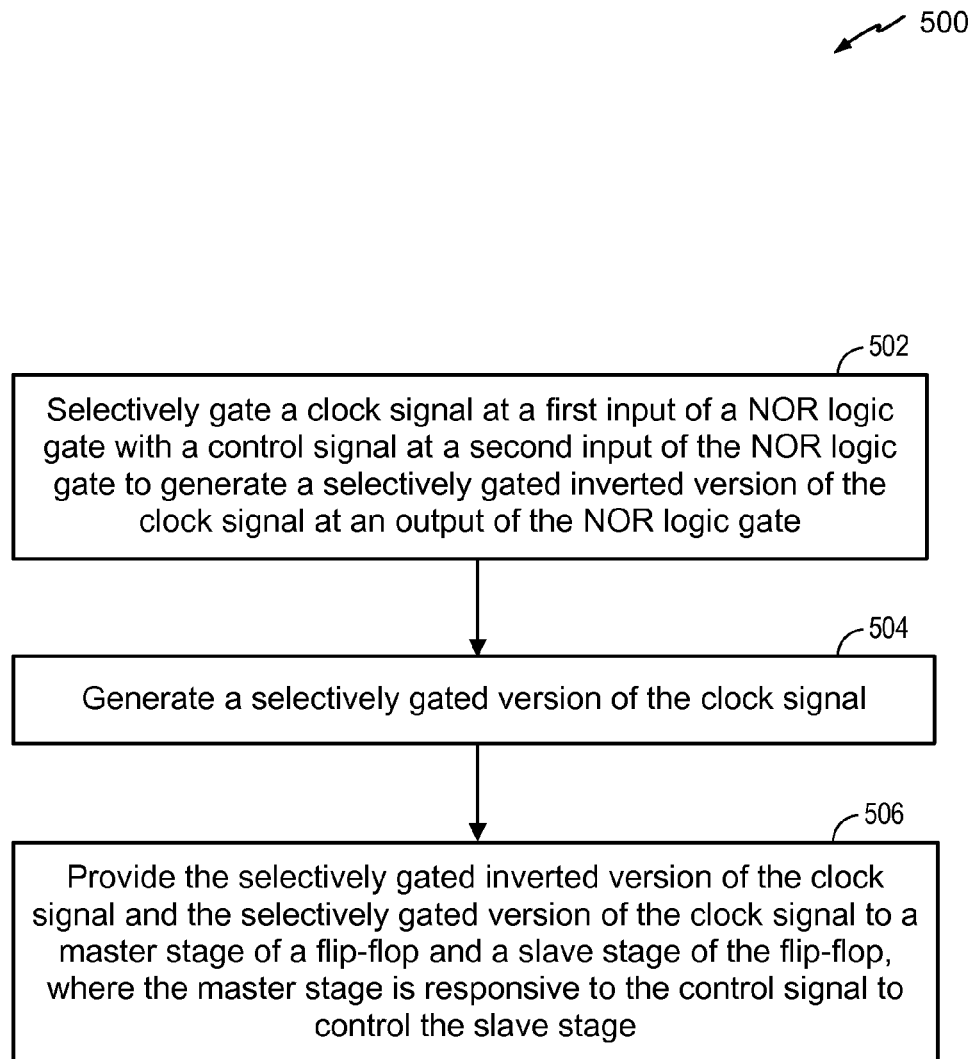 500
502
Selectively gate a clock signal at a first input of a NOR logic
gate with a control signal at a second input of the NOR logic
gate to generate a selectively gated inverted version of the
clock signal at an output of the NOR logic gate
504
Generate a selectively gated version of the clock signal
506
Provide the selectively gated inverted version of the clock
signal and the selectively gated version of the clock signal to a
master stage of a flip-flop and a slave stage of the flip-flop,
where the master stage is responsive to the control signal to
control the slave stage